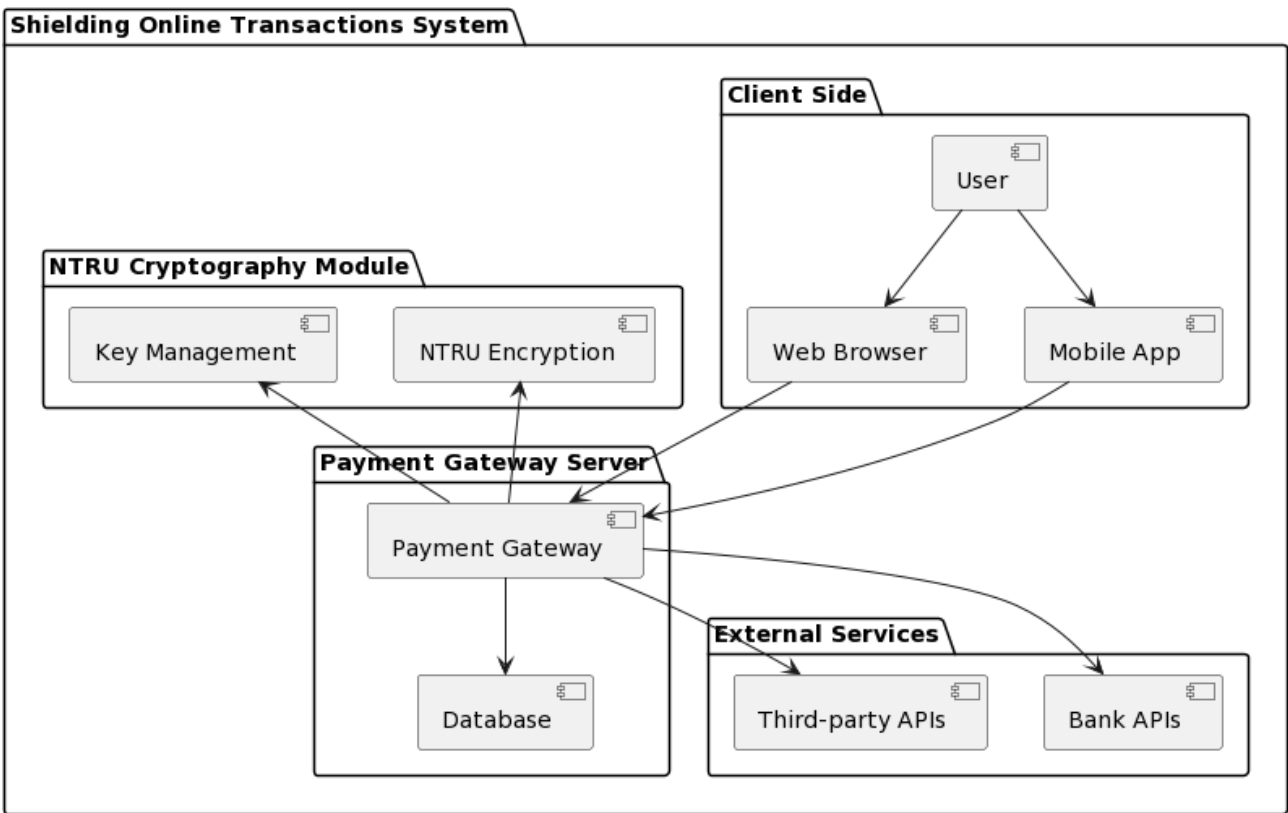 Shielding Online Transactions System
Client Side
User
NTRU Cryptography Module
Key Management
NTRU Encryption
Web Browser
Mobile App
Payment Gateway Server
Payment Gateway
External Services
Database
Third-party APIs
Bank APIs